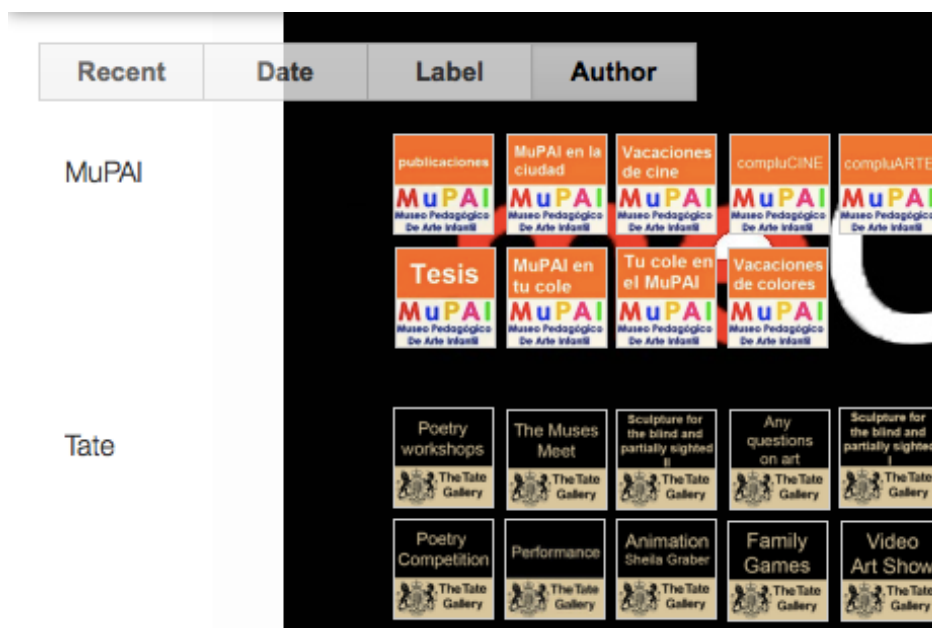 Recent Date Label Author
MuPAI
publicaciones
MuPAI
Museo Pedagógico
De Arte Infantil
MuPAI en la
ciudad
MuPAI
Museo Pedagógico
De Arte Infantil
Vacaciones
de cine
MuPAI
Museo Pedagógico
De Arte Infantil
compluCINE
MuPAI
Museo Pedagógico
De Arte Infantil
compluARTE
MuPAI
Museo Pedagógico
De Arte Infantil
Tesis
MuPAI
Museo Pedagógico
De Arte Infantil
MuPAI en
tu cole
MuPAI
Museo Pedagógico
De Arte Infantil
Tu cole en
el MuPAI
MuPAI
Museo Pedagógico
De Arte Infantil
Vacaciones
de colores
MuPAI
Museo Pedagógico
De Arte Infantil
Tate
Poetry
workshops
The Tate
Gallery
The Muses
Meet
The Tate
Gallery
Sculpture for
the blind and
partially sighted
II
The Tate
Gallery
Any
questions
on art
The Tate
Gallery
Sculpture for
the blind and
partially sighted
I
The Tate
Gallery
Poetry
Competition
The Tate
Gallery
Performance
The Tate
Gallery
Animation
Sheila Graber
The Tate
Gallery
Family
Games
The Tate
Gallery
Video
Art Show
The Tate
Gallery